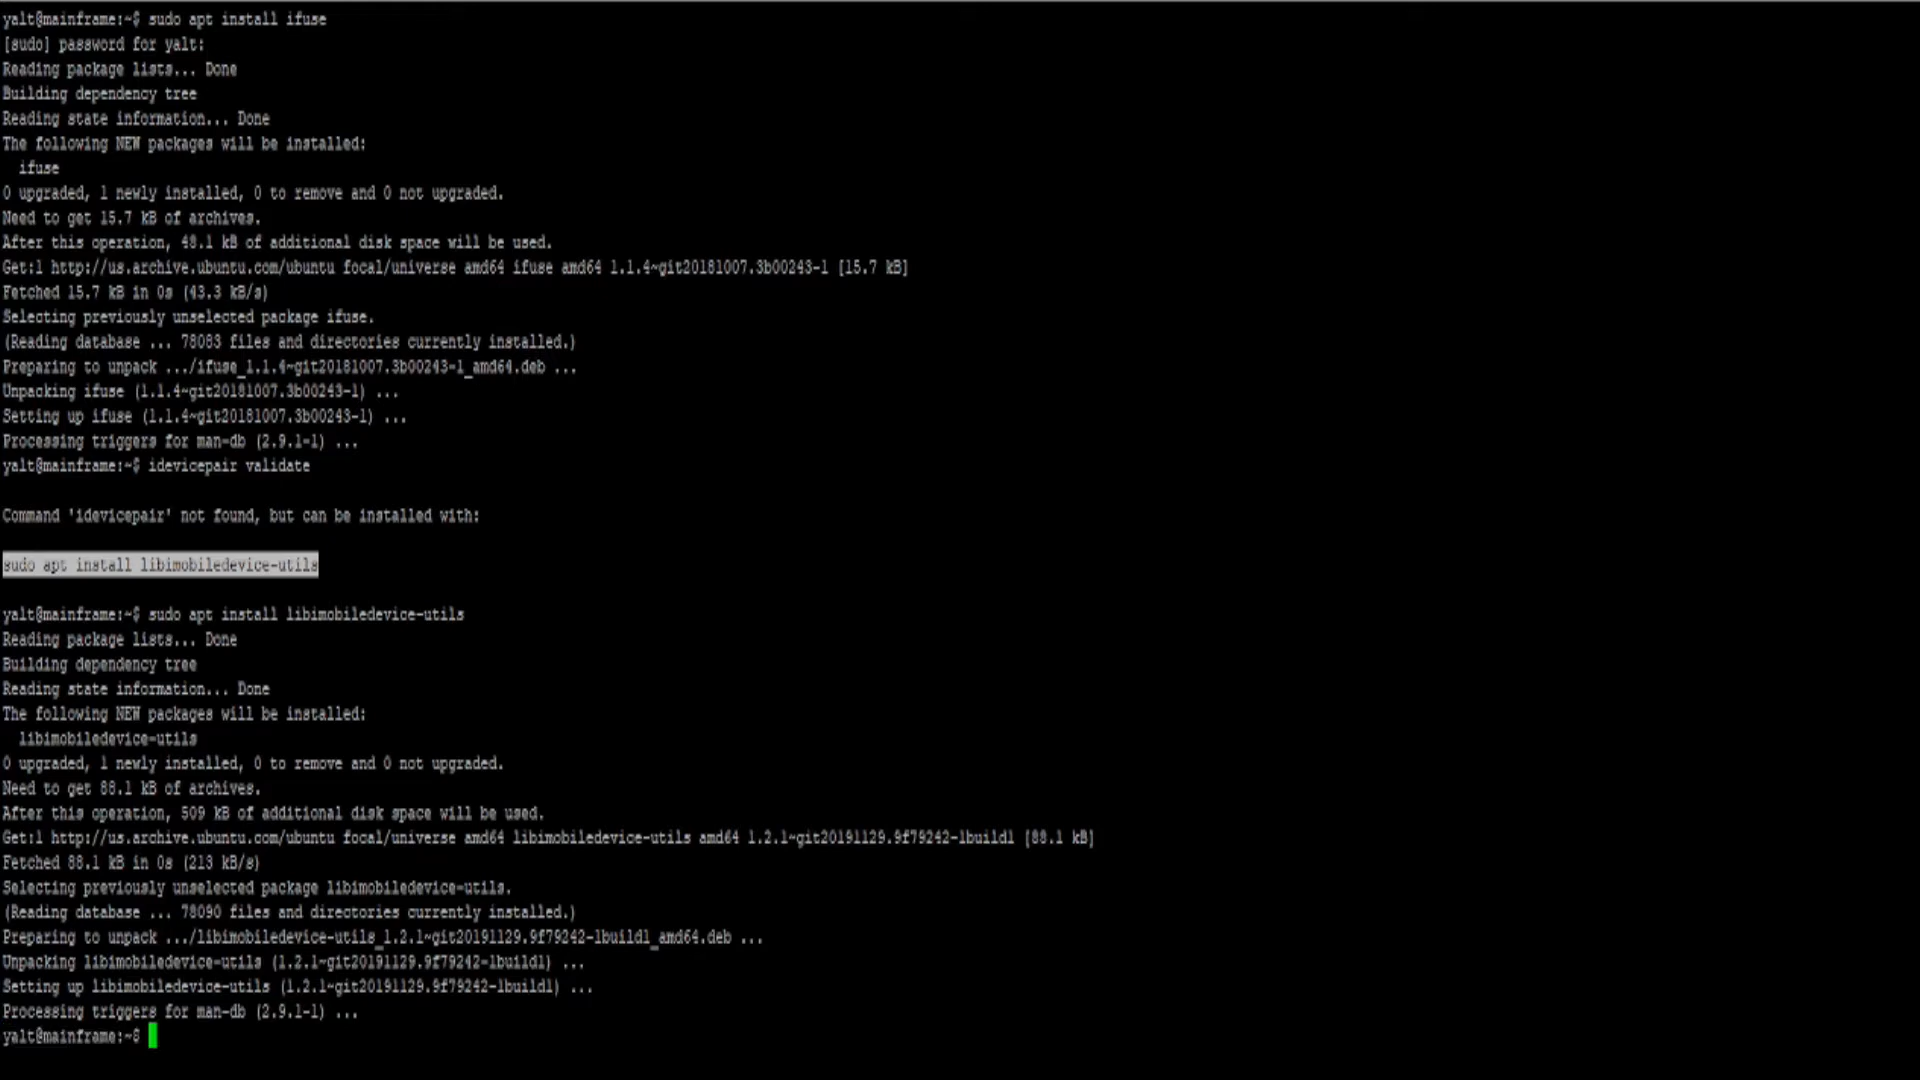 yalt@mainframe:~$ sudo apt install ifuse
[sudo] password for yalt:
Reading package lists... Done
Building dependency tree
Reading state information... Done
The following NEW packages will be installed:
  ifuse
0 upgraded, 1 newly installed, 0 to remove and 0 not upgraded.
Need to get 15.7 kB of archives.
After this operation, 48.1 kB of additional disk space will be used.
Get:1 http://us.archive.ubuntu.com/ubuntu focal/universe amd64 ifuse amd64 1.1.4~git20181007.3b00243-1 [15.7 kB]
Fetched 15.7 kB in 0s (43.3 kB/s)
Selecting previously unselected package ifuse.
(Reading database ... 78083 files and directories currently installed.)
Preparing to unpack .../ifuse_1.1.4~git20181007.3b00243-1_amd64.deb ...
Unpacking ifuse (1.1.4~git20181007.3b00243-1) ...
Setting up ifuse (1.1.4~git20181007.3b00243-1) ...
Processing triggers for man-db (2.9.1-1) ...
yalt@mainframe:~$ idevicepair validate
Command 'idevicepair' not found, but can be installed with:
sudo apt install libimobiledevice-utils
yalt@mainframe:~$ sudo apt install libimobiledevice-utils
Reading package lists... Done
Building dependency tree
Reading state information... Done
The following NEW packages will be installed:
  libimobiledevice-utils
0 upgraded, 1 newly installed, 0 to remove and 0 not upgraded.
Need to get 88.1 kB of archives.
After this operation, 509 kB of additional disk space will be used.
Get:1 http://us.archive.ubuntu.com/ubuntu focal/universe amd64 libimobiledevice-utils amd64 1.2.1~git20191129.9f79242-1build1 [88.1 kB]
Fetched 88.1 kB in 0s (213 kB/s)
Selecting previously unselected package libimobiledevice-utils.
(Reading database ... 78090 files and directories currently installed.)
Preparing to unpack .../libimobiledevice-utils_1.2.1~git20191129.9f79242-1build1_amd64.deb ...
Unpacking libimobiledevice-utils (1.2.1~git20191129.9f79242-1build1) ...
Setting up libimobiledevice-utils (1.2.1~git20191129.9f79242-1build1) ...
Processing triggers for man-db (2.9.1-1) ...
yalt@mainframe:~$